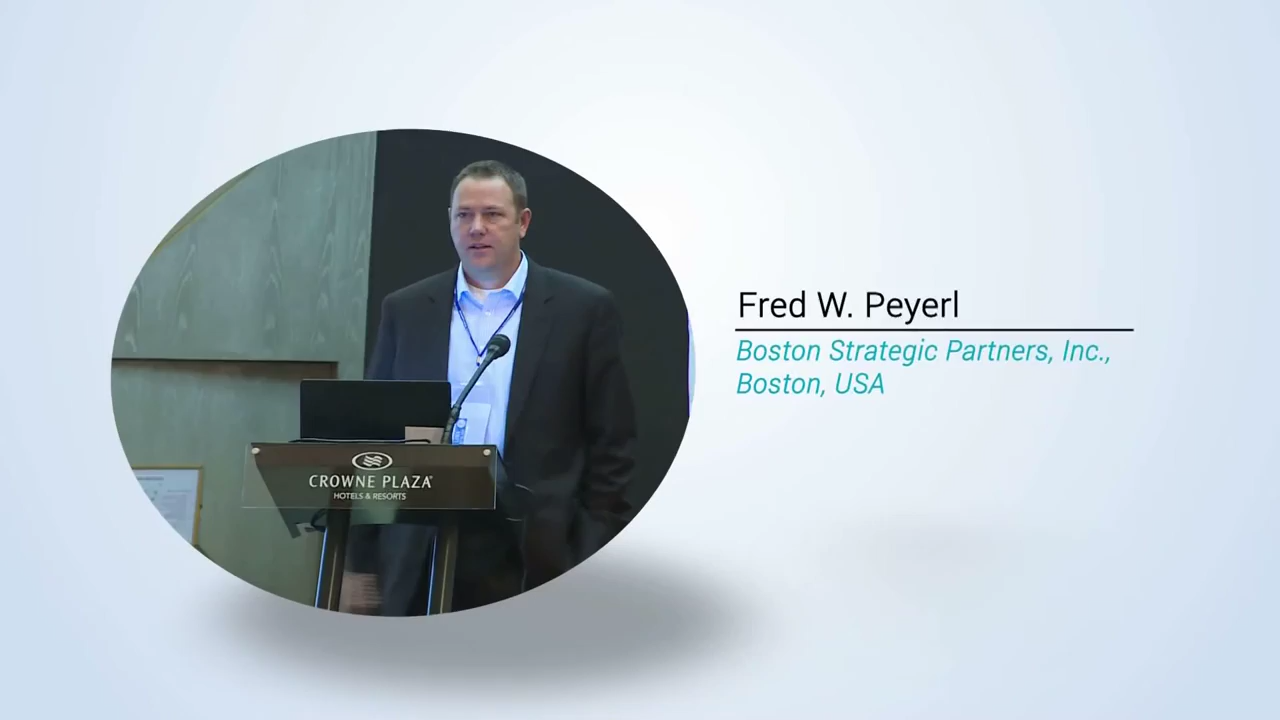 Fred W. Peyerl
Boston Strategic Partners, Inc.,
Boston, USA
CROWNE PLAZA
HOTELS & RESORTS